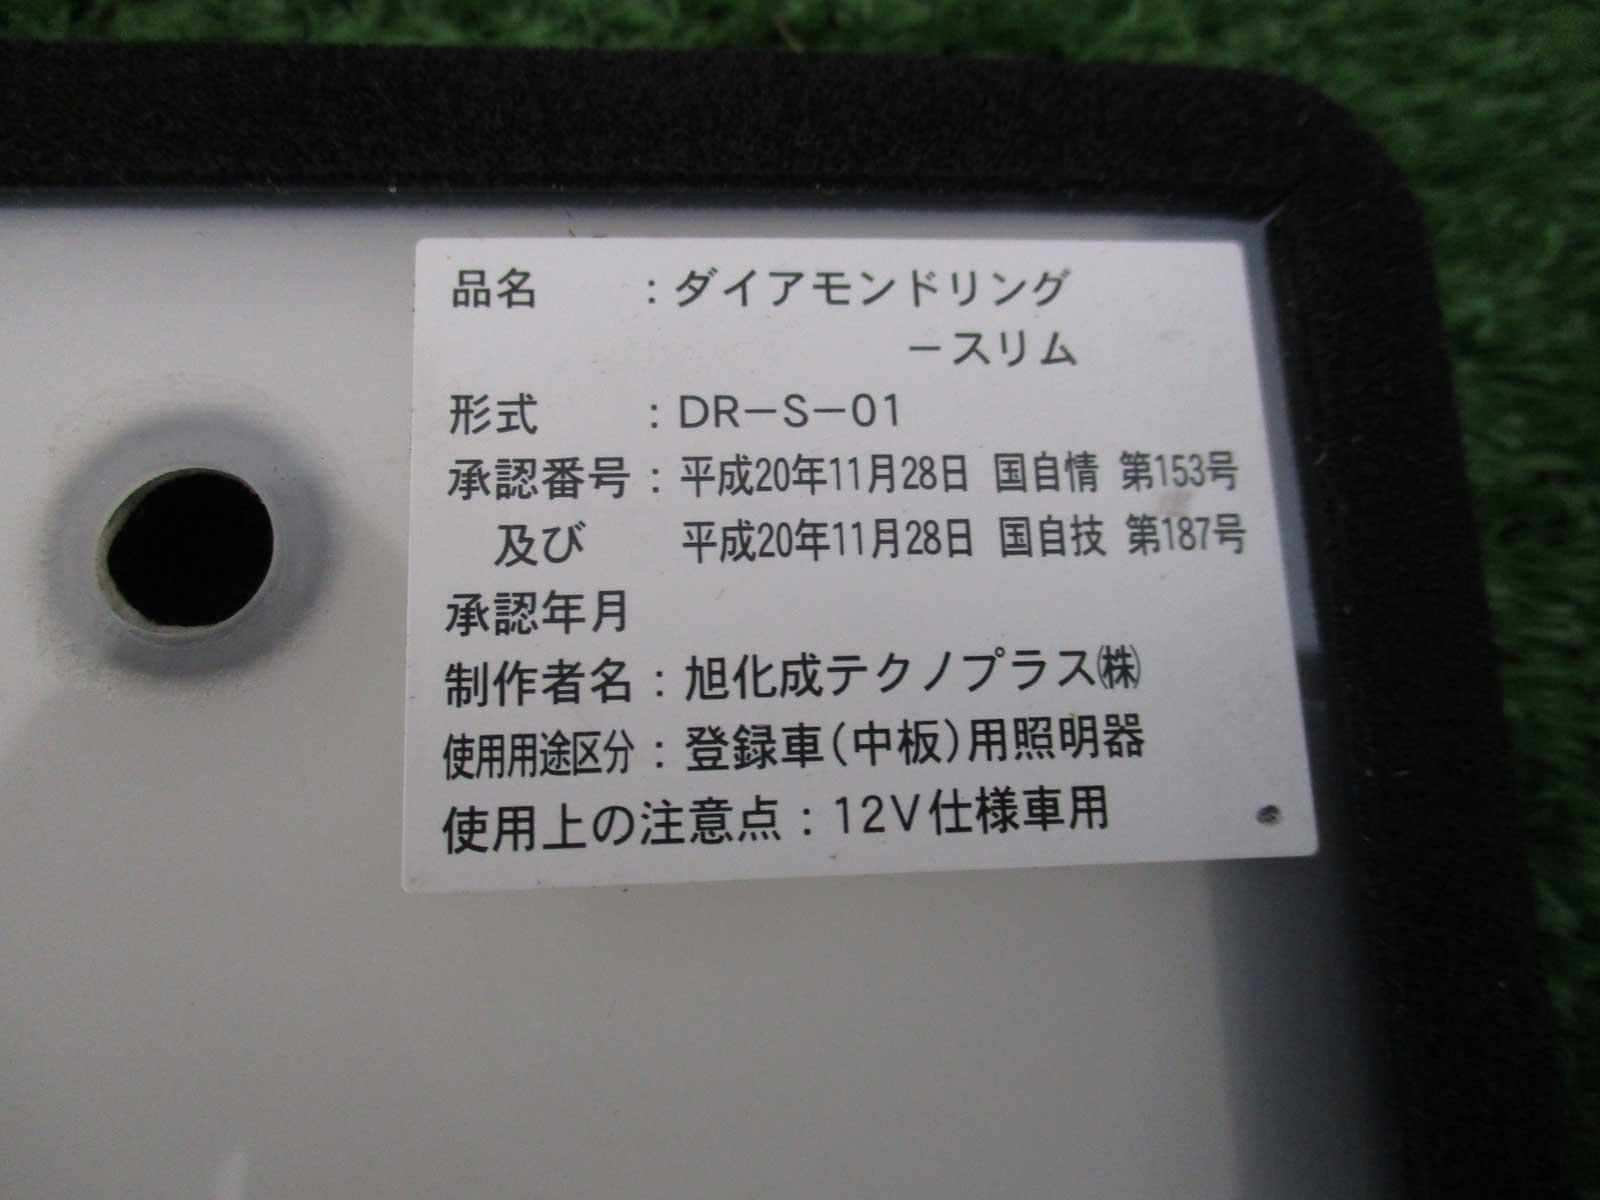 品名　　：ダイアモンドリング
－スリム
形式　　：DR－S－01
承認番号：平成20年11月28日 国自情 第153号
及び　　平成20年11月28日 国自技 第187号
承認年月
制作者名：旭化成テクノプラス㈱
使用用途区分：登録車(中板)用照明器
使用上の注意点：12V仕様車用